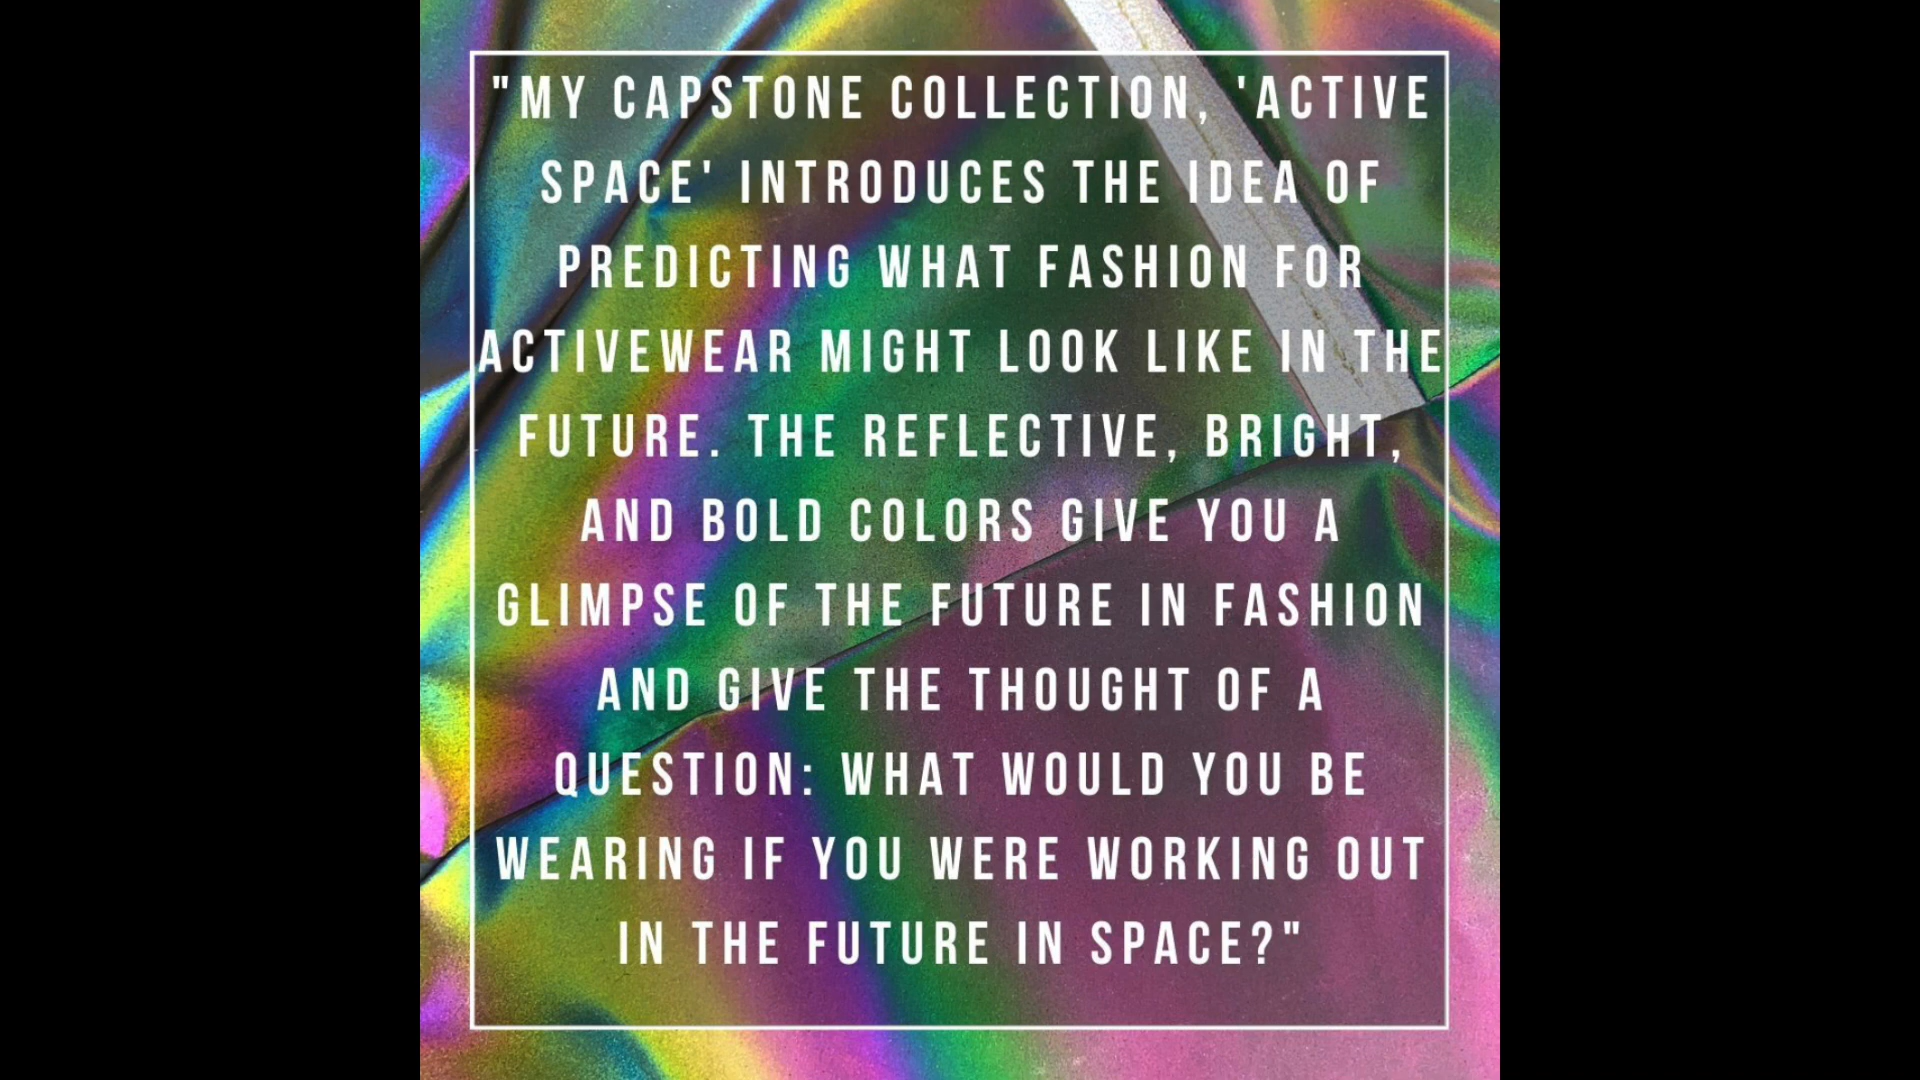 "MY CAPSTONE COLLECTION, 'ACTIVE
SPACE' INTRODUCES THE IDEA OF
PREDICTING WHAT FASHION FOR
ACTIVEWEAR MIGHT LOOK LIKE IN THE
FUTURE. THE REFLECTIVE, BRIGHT,
AND BOLD COLORS GIVE YOU A
GLIMPSE OF THE FUTURE IN FASHION
AND GIVE THE THOUGHT OF A
QUESTION: WHAT WOULD YOU BE
WEARING IF YOU WERE WORKING OUT
IN THE FUTURE IN SPACE?"